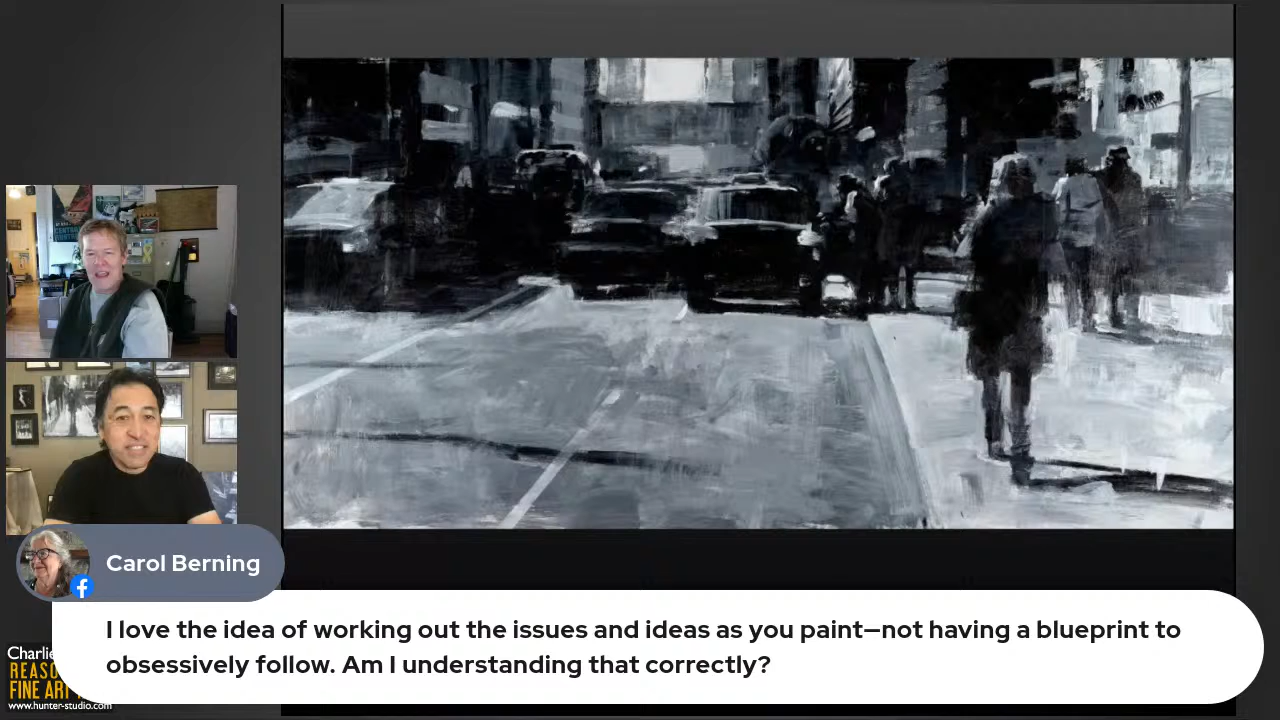 Carol Berning
I love the idea of working out the issues and ideas as you paint—not having a blueprint to
obsessively follow. Am I understanding that correctly?
Charlie
REASO
FINE ART
www.hunter-studio.com